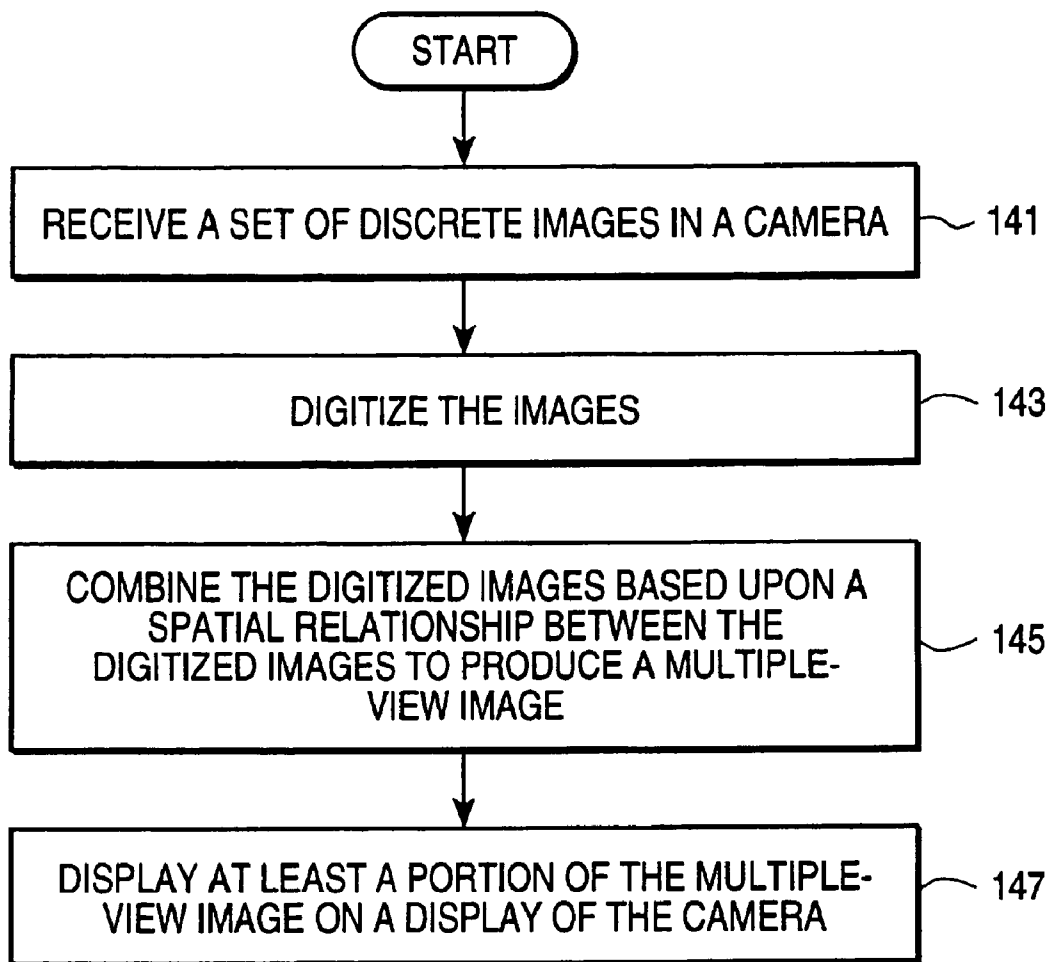 START
RECEIVE A SET OF DISCRETE IMAGES IN A CAMERA
141
DIGITIZE THE IMAGES
143
COMBINE THE DIGITIZED IMAGES BASED UPON A
SPATIAL RELATIONSHIP BETWEEN THE
DIGITIZED IMAGES TO PRODUCE A MULTIPLE-
VIEW IMAGE
145
DISPLAY AT LEAST A PORTION OF THE MULTIPLE-
VIEW IMAGE ON A DISPLAY OF THE CAMERA
147